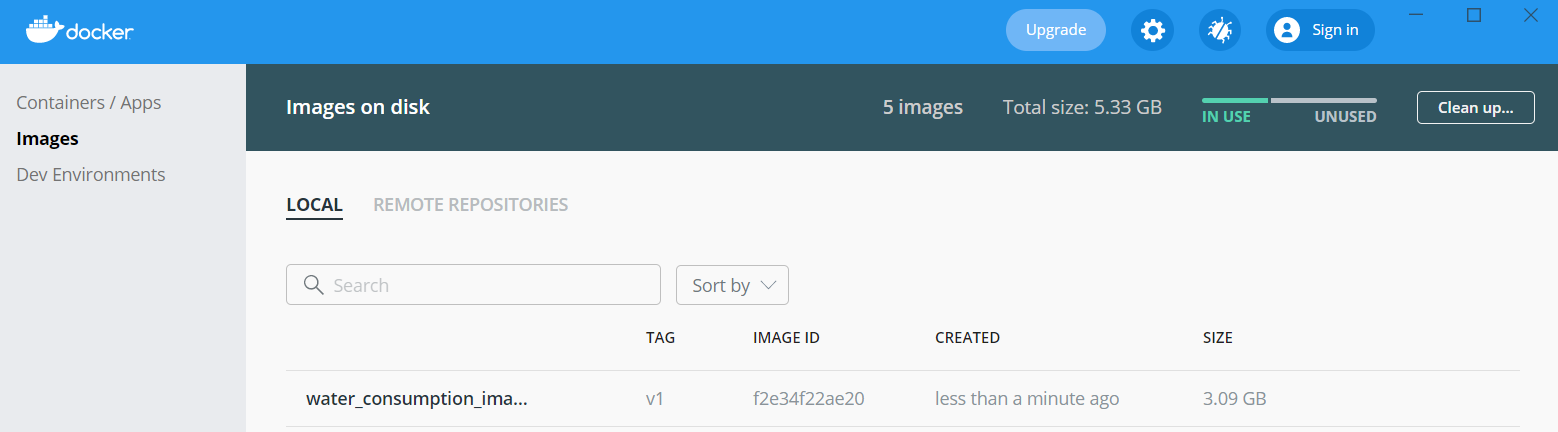 docker
Upgrade
Sign in
Containers / Apps
Images
Dev Environments
Images on disk
5 images
Total size: 5.33 GB
IN USE
UNUSED
Clean up...
LOCAL
REMOTE REPOSITORIES
Search
Sort by
TAG
IMAGE ID
CREATED
SIZE
water_consumption_ima...
v1
f2e34f22ae20
less than a minute ago
3.09 GB